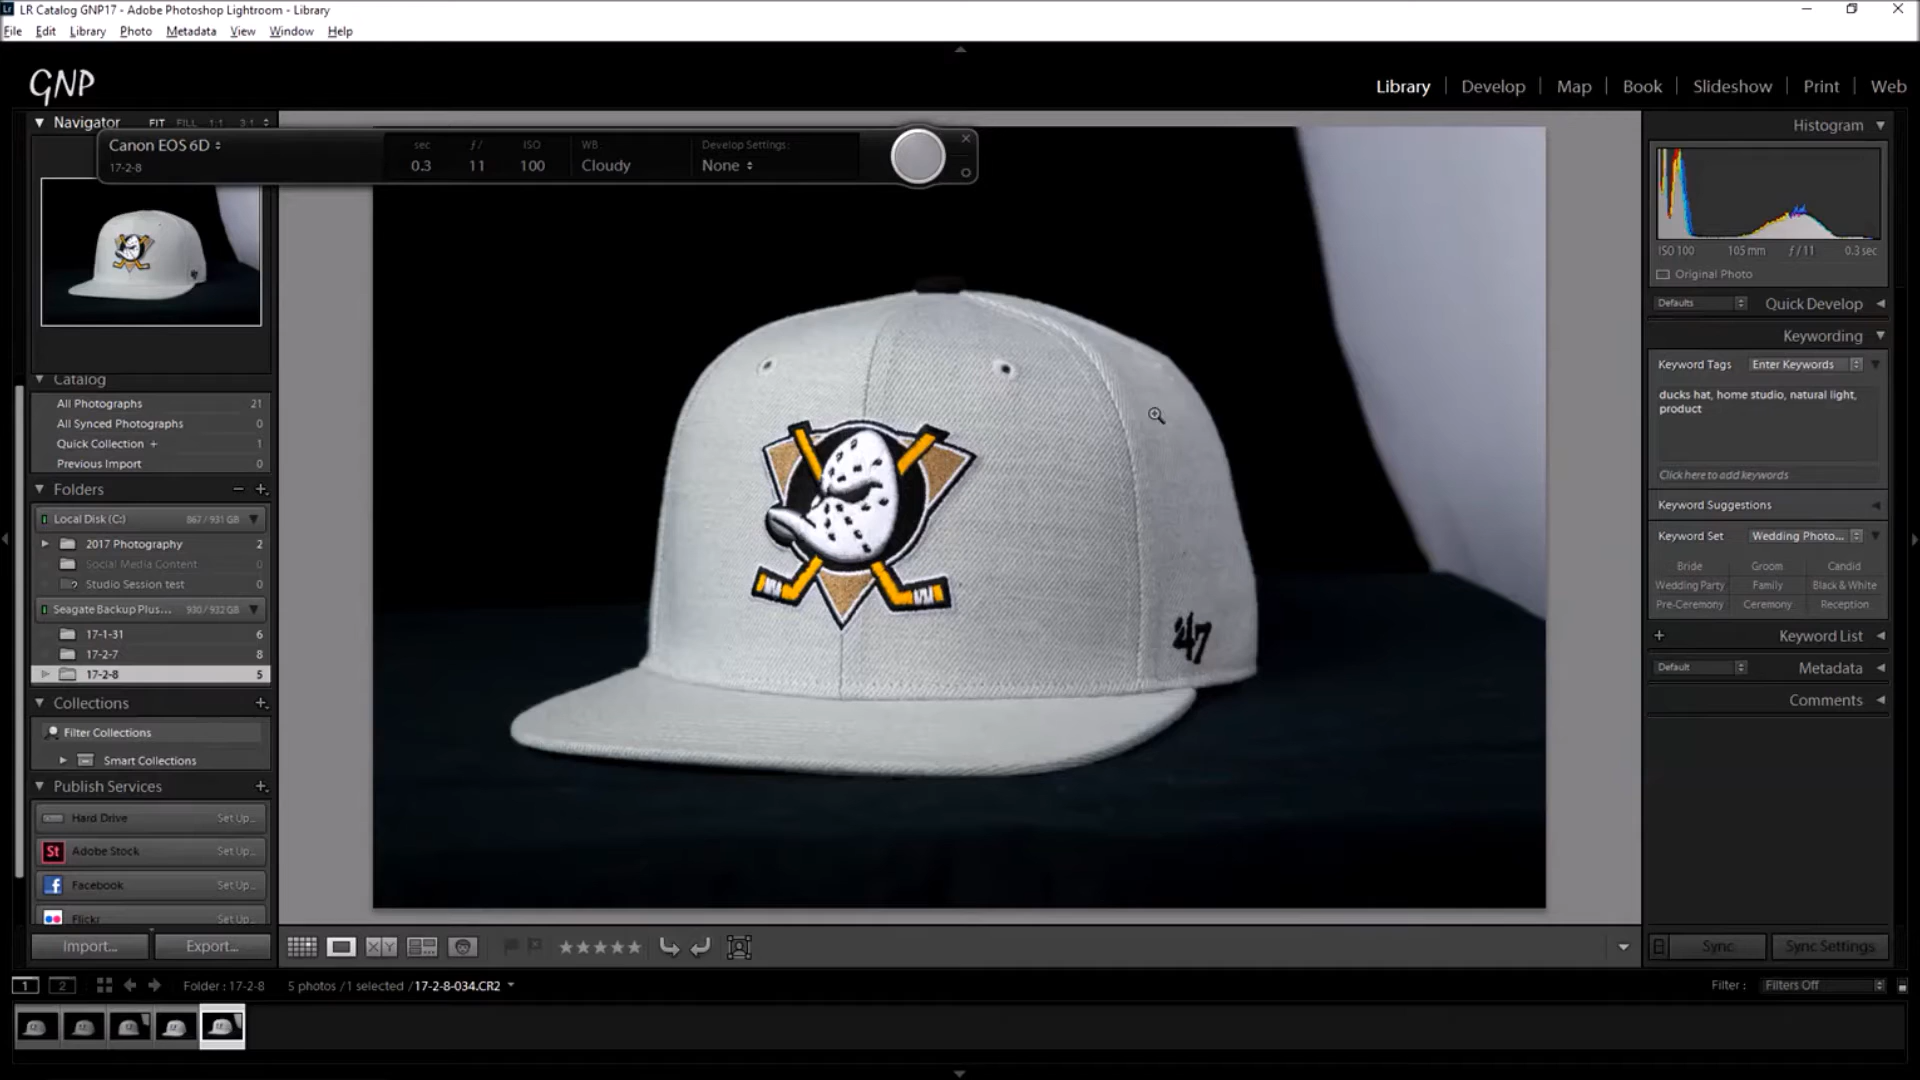 LR Catalog GNP17 - Adobe Photoshop Lightroom - Library
File Edit Library Photo Metadata View Window Help
GNP
Library Develop Map Book Slideshow Print Web
Navigator FIT FILL 1:1 3:1
Canon EOS 6D
17-2-8
sec f/ ISO WB: Develop Settings:
0.3 11 100 Cloudy None
Catalog
All Photographs 21
All Synced Photographs 0
Quick Collection + 1
Previous Import 0
Folders
Local Disk (C:) 867 / 931 GB
2017 Photography 2
Social Media Content 0
Studio Session test 0
Seagate Backup Plus... 930 / 932 GB
17-1-31 6
17-2-7 8
17-2-8 5
Collections
Filter Collections
Smart Collections
Publish Services
Hard Drive Set Up...
Adobe Stock Set Up...
Facebook Set Up...
Flickr Set Up...
Import... Export...
47
Histogram
ISO 100 105 mm f/11 0.3 sec
Original Photo
Defaults Quick Develop
Keywording
Keyword Tags Enter Keywords
ducks hat, home studio, natural light,
product
Click here to add keywords
Keyword Suggestions
Keyword Set Wedding Photo...
Bride Groom Candid
Wedding Party Family Black & White
Pre-Ceremony Ceremony Reception
Keyword List
Default Metadata
Comments
XY
Sync Sync Settings
1 2 Folder : 17-2-8 5 photos / 1 selected / 17-2-8-034.CR2 Filter : Filters Off